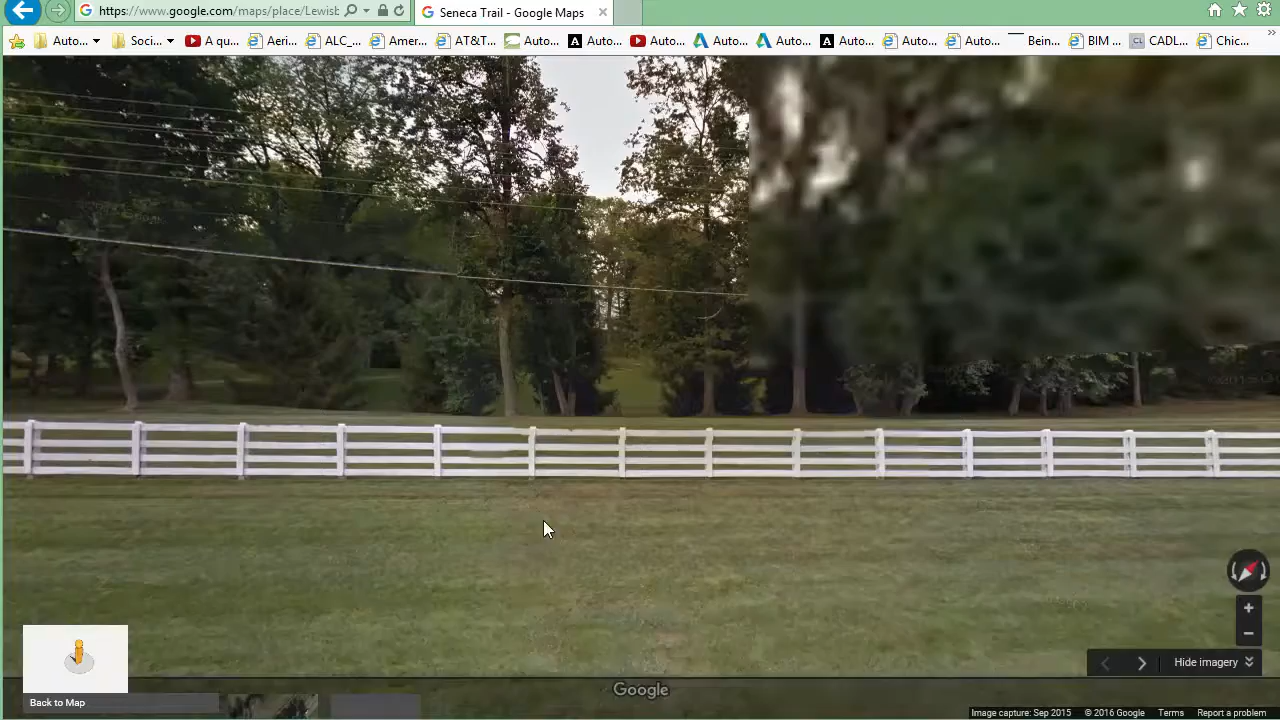 https://www.google.com/maps/place/Lewisb
Seneca Trail - Google Maps
Auto...
Soci...
A qu...
Aeri...
ALC_...
Amer...
AT&T...
Auto...
Auto...
Auto...
Auto...
Auto...
Auto...
Auto...
Auto...
Bein...
BIM ...
CADL...
Chic...
Hide imagery
Google
Back to Map
Image capture: Sep 2015 © 2016 Google Terms Report a problem